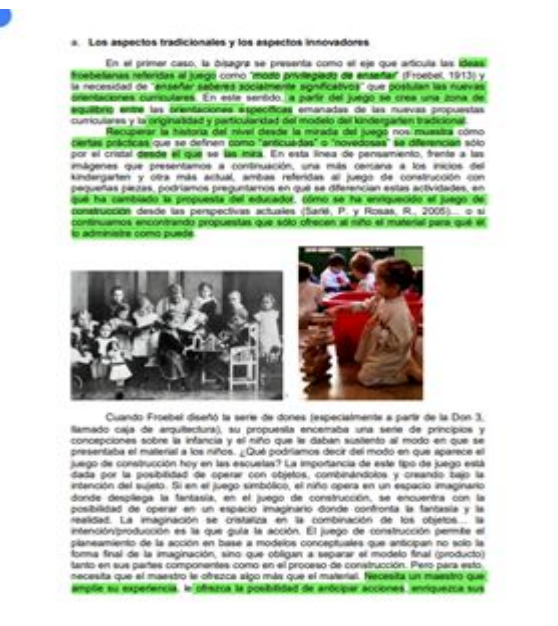 a. Los aspectos tradicionales y los aspectos innovadores
En el primer caso, la bisagra se presenta como el eje que articula las ideas
froebelianas referidas al juego como "modo privilegiado de enseñar" (Froebel, 1913) y
la necesidad de "enseñar saberes socialmente significativos" que postulan las nuevas
orientaciones curriculares. En este sentido, a partir del juego se crea una zona de
equilibrio entre las orientaciones específicas emanadas de las nuevas propuestas
curriculares y la originalidad y particularidad del modelo del kindergarten tradicional.
Recuperar la historia del nivel desde la mirada del juego nos muestra cómo
ciertas prácticas que se definen como "anticuadas" o "novedosas" se diferencian sólo
por el cristal desde el que se las mira. En esta línea de pensamiento, frente a las
imágenes que presentamos a continuación, una más cercana a los inicios del
kindergarten y otra más actual, ambas referidas al juego de construcción con
pequeñas piezas, podríamos preguntarnos en qué se diferencian estas actividades, en
qué ha cambiado la propuesta del educador, cómo se ha enriquecido el juego de
construcción desde las perspectivas actuales (Sarlé, P. y Rosas, R., 2005)... o si
continuamos encontrando propuestas que sólo ofrecen al niño el material para que él
lo administre como puede.
Cuando Froebel diseñó la serie de dones (especialmente a partir de la Don 3,
llamado caja de arquitectura), su propuesta encerraba una serie de principios y
concepciones sobre la infancia y el niño que le daban sustento al modo en que se
presentaba el material a los niños. ¿Qué podríamos decir del modo en que aparece el
juego de construcción hoy en las escuelas? La importancia de este tipo de juego está
dada por la posibilidad de operar con objetos, combinándolos y creando bajo la
intención del sujeto. Si en el juego simbólico, el niño opera en un espacio imaginario
donde despliega la fantasía, en el juego de construcción, se encuentra con la
posibilidad de operar en un espacio imaginario donde confronta la fantasía y la
realidad. La imaginación se cristaliza en la combinación de los objetos... la
intención/producción es la que guía la acción. El juego de construcción permite el
planeamiento de la acción en base a modelos conceptuales que anticipan no solo la
forma final de la imaginación, sino que obligan a separar el modelo final (producto)
tanto en sus partes componentes como en el proceso de construcción. Pero para esto,
necesita que el maestro le ofrezca algo más que el material. Necesita un maestro que
amplíe su experiencia, le ofrezca la posibilidad de anticipar acciones, enriquezca sus